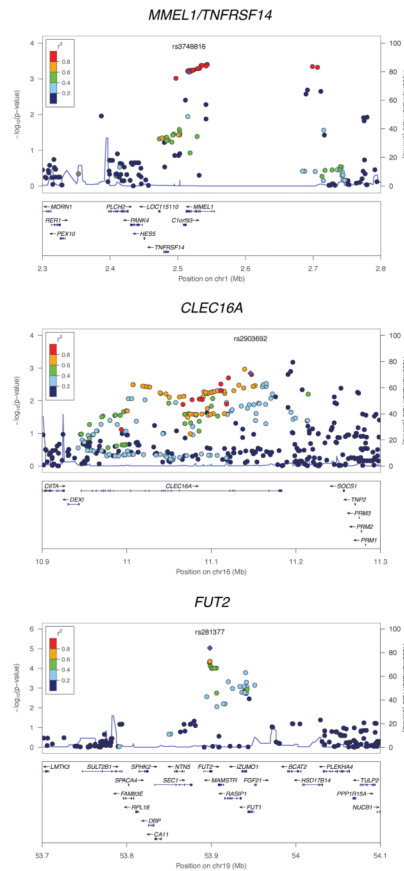 MMEL1/TNFRSF14
rs3748816
r²
0.8
0.6
0.4
0.2
−log₁₀(p−value)
4
3
2
1
0
100
80
60
40
20
0
←MORN1
PLCH2→
←LOC115110
←MMEL1
RER1→
←PANK4
C1orf93→
←PEX10
←HES5
←TNFRSF14
2.3
2.4
2.5
2.6
2.7
2.8
Position on chr1 (Mb)
CLEC16A
rs2903692
r²
0.8
0.6
0.4
0.2
−log₁₀(p−value)
4
3
2
1
0
100
80
60
40
20
0
CIITA→
CLEC16A→
←SOCS1
←DEXI
TNP2
←PRM3
←PRM2
←PRM1
10.9
11
11.1
11.2
11.3
Position on chr16 (Mb)
FUT2
rs281377
r²
0.8
0.6
0.4
0.2
−log₁₀(p−value)
6
5
4
3
2
1
0
100
80
60
40
20
0
←LMTK3
SULT2B1→
SPHK2→
←NTN5
FUT2→
IZUMO1
←BCAT2
←PLEKHA4
SPACA4→
SEC1→
←MAMSTR
FGF21→
←HSD17B14
←TULP2
←FAM83E
←RASIP1
PPP1R15A→
←RPL18
←FUT1
NUCB1
←DBP
←CA11
53.7
53.8
53.9
54
54.1
Position on chr19 (Mb)